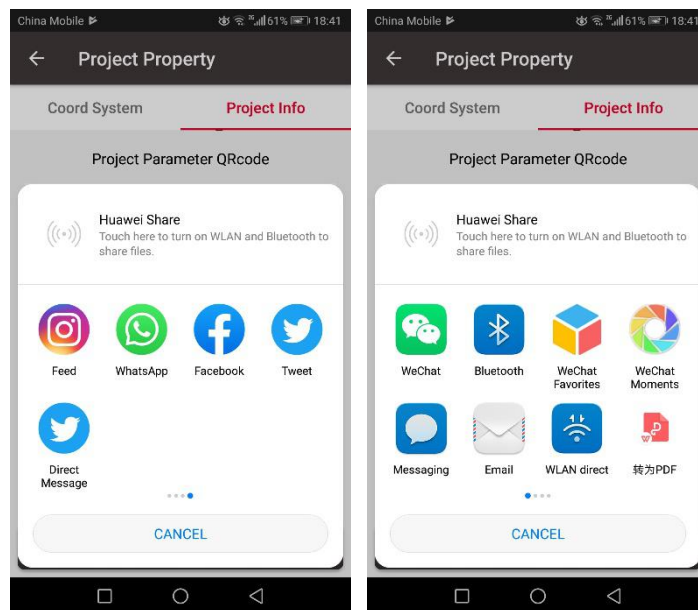 China Mobile
61% 18:41
Project Property
Coord System Project Info
Project Parameter QRcode
Huawei Share
Touch here to turn on WLAN and Bluetooth to
share files.
Feed WhatsApp Facebook Tweet
Direct
Message
CANCEL
China Mobile
61% 18:41
Project Property
Coord System Project Info
Project Parameter QRcode
Huawei Share
Touch here to turn on WLAN and Bluetooth to
share files.
WeChat Bluetooth WeChat
Favorites WeChat
Moments
Messaging Email WLAN direct 转为PDF
CANCEL